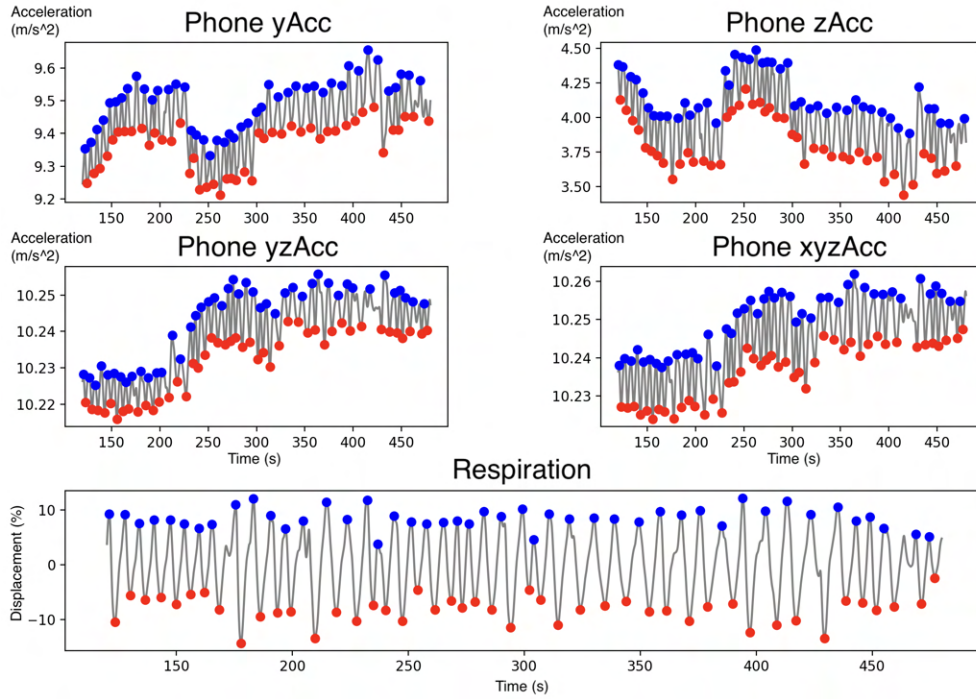 Acceleration
(m/s^2)
Phone yAcc
9.6
9.5
9.4
9.3
9.2
150 200 250 300 350 400 450
Acceleration
(m/s^2)
Phone zAcc
4.50
4.25
4.00
3.75
3.50
150 200 250 300 350 400 450
Acceleration
(m/s^2)
Phone yzAcc
10.25
10.24
10.23
10.22
150 200 250 300 350 400 450
Time (s)
Acceleration
(m/s^2)
Phone xyzAcc
10.26
10.25
10.24
10.23
150 200 250 300 350 400 450
Time (s)
Respiration
Displacement (%)
10
0
−10
150 200 250 300 350 400 450
Time (s)